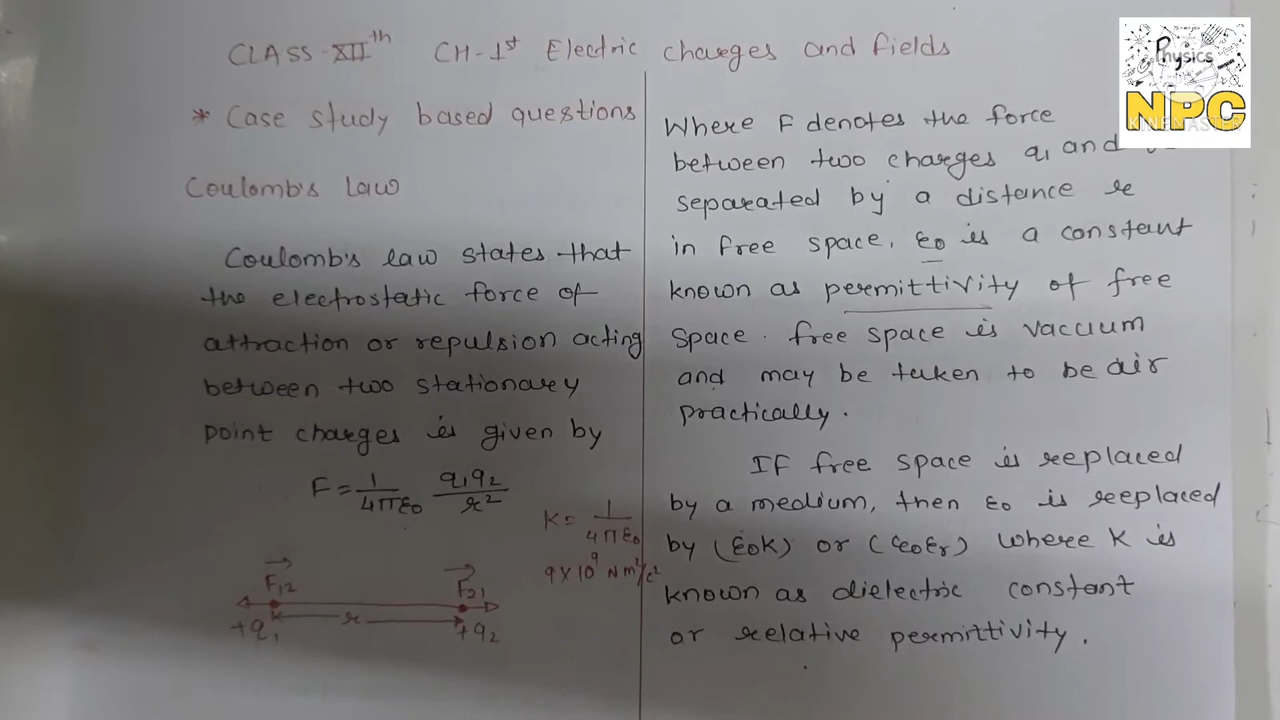 CLASS-XIIth CH-1st Electric charges and fields
* Case study based questions
Coulomb's law
Coulomb's law states that
the electrostatic force of
attraction or repulsion acting
between two stationary
point charges is given by
F = 1/4πε0 q1q2/r²
K = 1/4πε0
9×10⁹ Nm²/c²
F12 F21
r
+q1 +q2
Where F denotes the force
between two charges q1 and
separated by a distance r
in free space, ε0 is a constant
known as permittivity of free
space. free space is vacuum
and may be taken to be air
practically.
If free space is replaced
by a medium, then ε0 is replaced
by (ε0K) or (ε0εr) where K is
known as dielectric constant
or relative permittivity.
Physics
NPC
KINEMASTER